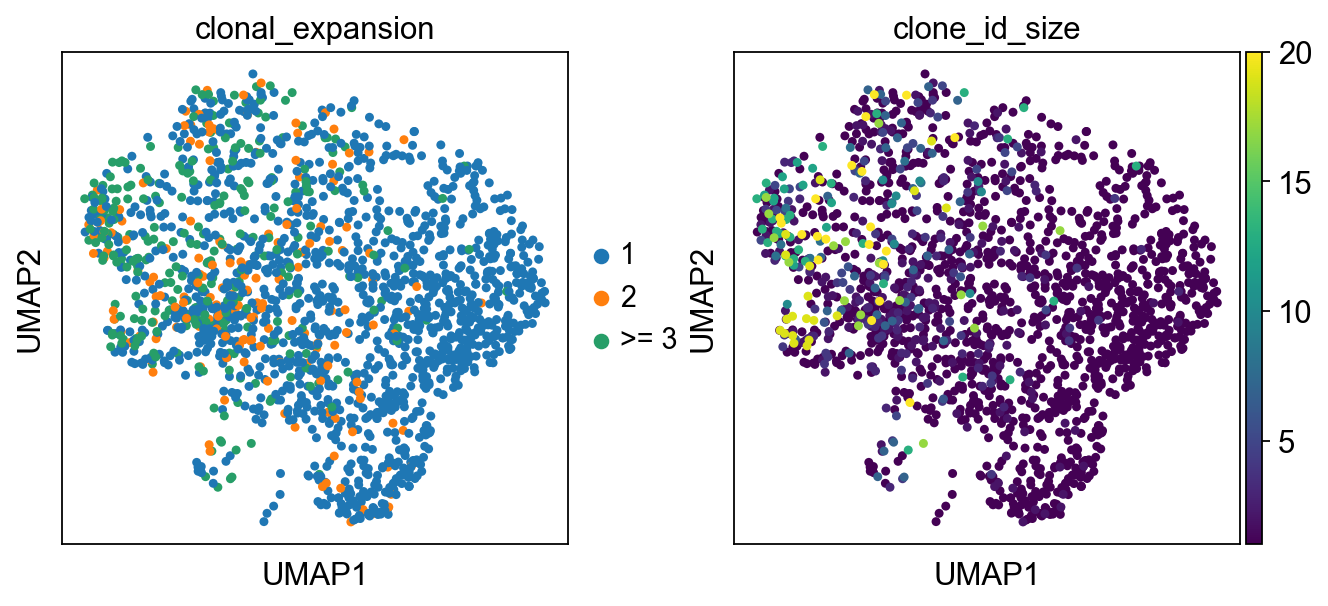 clonal_expansion
UMAP2
UMAP1
1
2
>= 3
clone_id_size
UMAP2
UMAP1
20
15
10
5